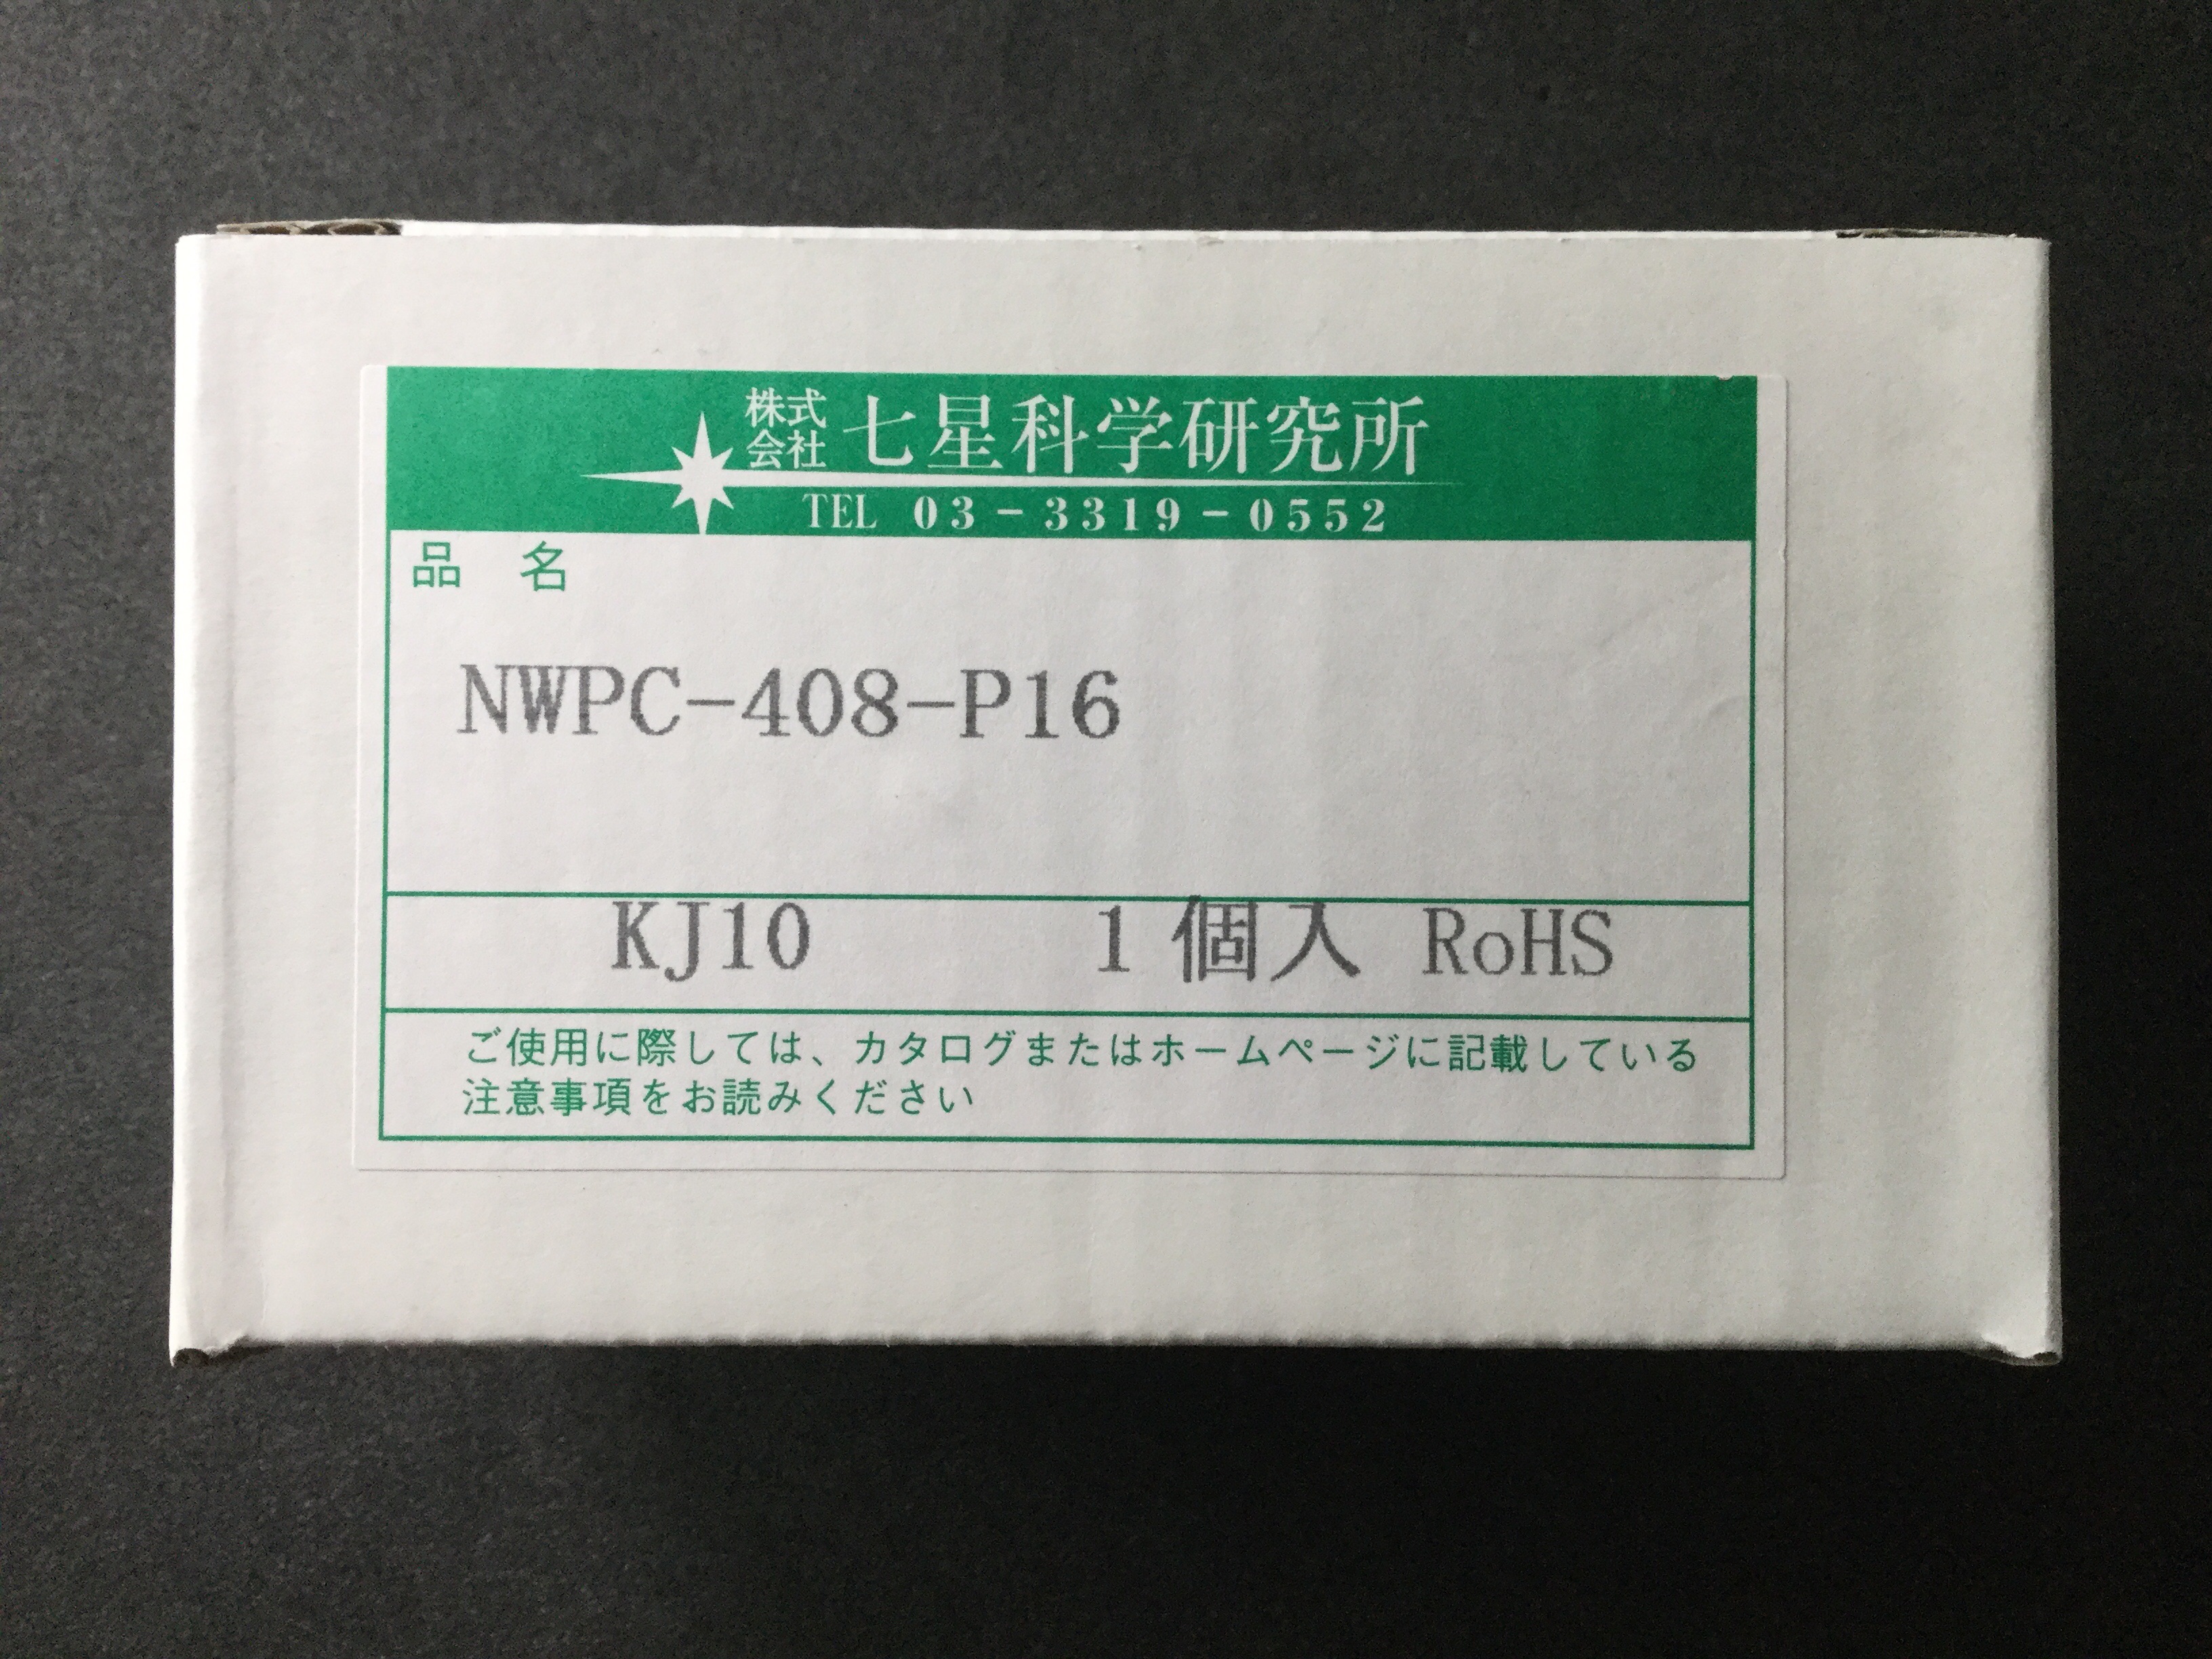 株式会社 七星科学研究所
TEL 03-3319-0552
品 名
NWPC-408-P16
KJ10 1個入 RoHS
ご使用に際しては、カタログまたはホームページに記載している
注意事項をお読みください